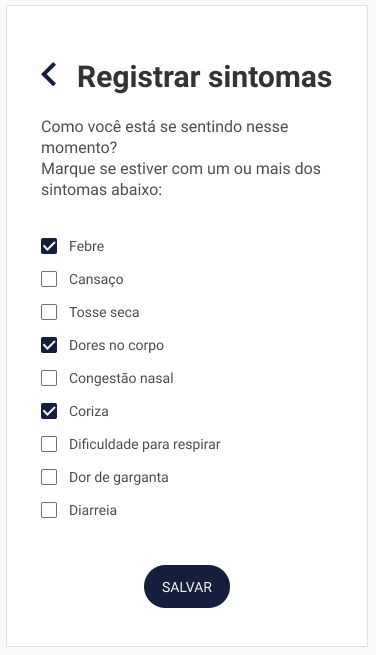 Registrar sintomas
Como você está se sentindo nesse
momento?
Marque se estiver com um ou mais dos
sintomas abaixo:
Febre
Cansaço
Tosse seca
Dores no corpo
Congestão nasal
Coriza
Dificuldade para respirar
Dor de garganta
Diarreia
SALVAR